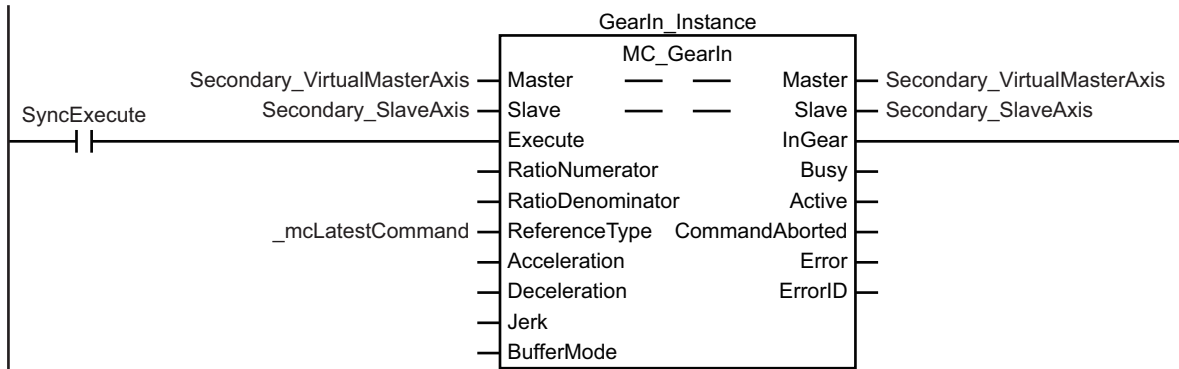 GearIn_Instance
MC_GearIn
Secondary_VirtualMasterAxis Master Master Secondary_VirtualMasterAxis
Secondary_SlaveAxis Slave Slave Secondary_SlaveAxis
SyncExecute
Execute InGear
RatioNumerator Busy
RatioDenominator Active
_mcLatestCommand ReferenceType CommandAborted
Acceleration Error
Deceleration ErrorID
Jerk
BufferMode